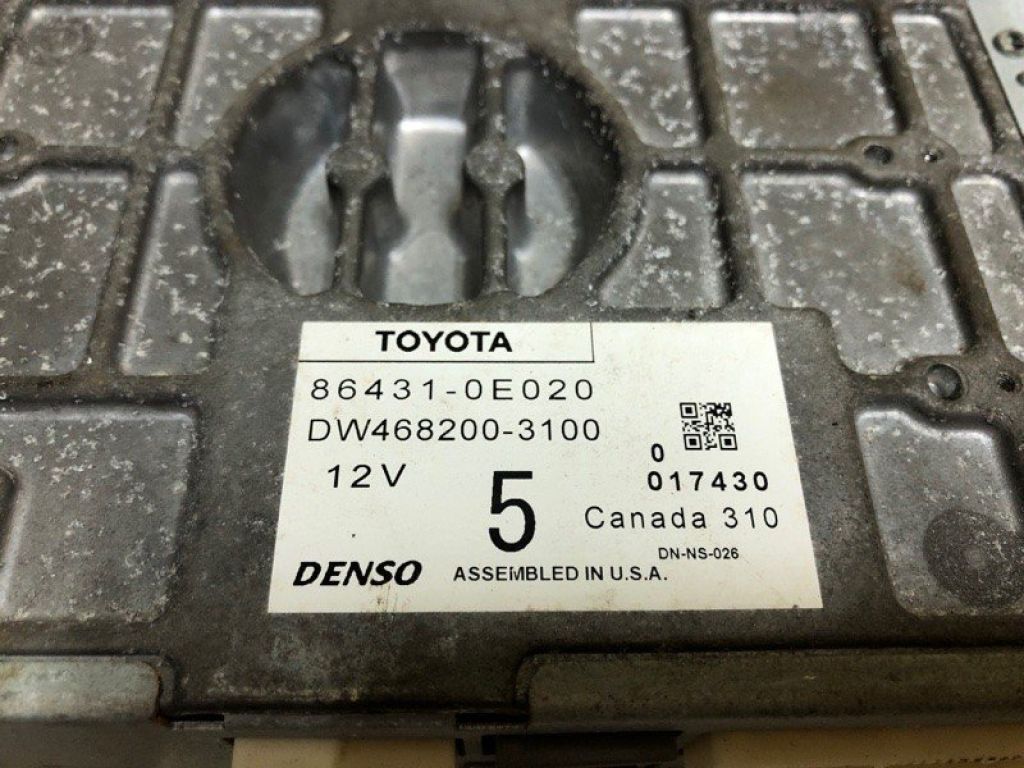 TOYOTA
86431-0E020
DW468200-3100
12V
5
0
017430
Canada 310
DN-NS-026
DENSO
ASSEMBLED IN U.S.A.